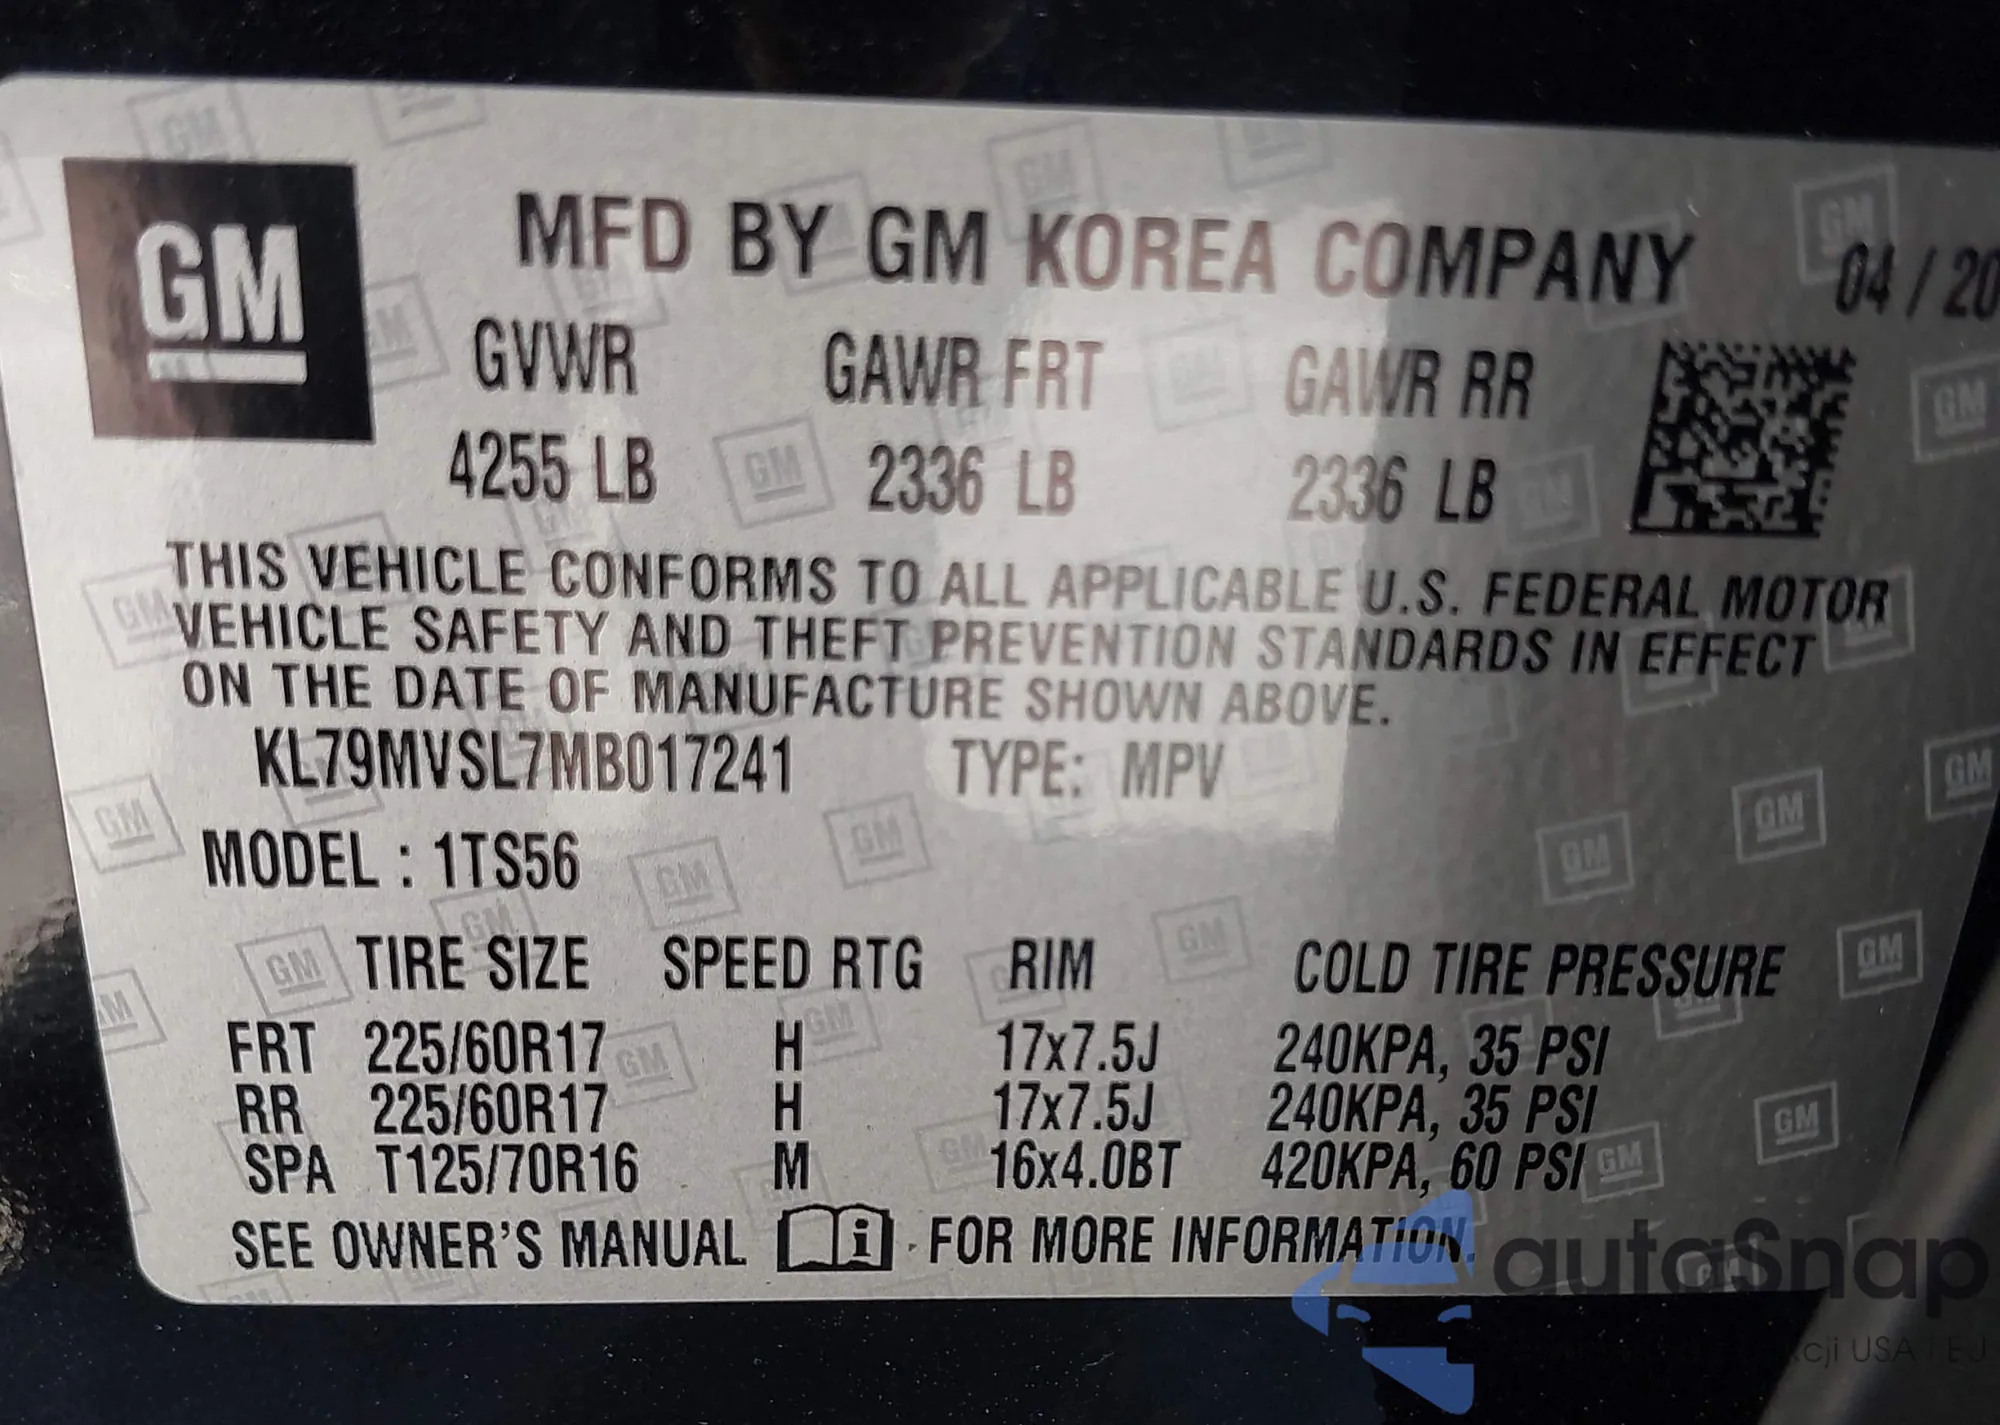 GM
MFD BY GM KOREA COMPANY 04/20
GVWR GAWR FRT GAWR RR
4255 LB 2336 LB 2336 LB
THIS VEHICLE CONFORMS TO ALL APPLICABLE U.S. FEDERAL MOTOR
VEHICLE SAFETY AND THEFT PREVENTION STANDARDS IN EFFECT
ON THE DATE OF MANUFACTURE SHOWN ABOVE.
KL79MVSL7MB017241 TYPE: MPV
MODEL : 1TS56
TIRE SIZE SPEED RTG RIM COLD TIRE PRESSURE
FRT 225/60R17 H 17x7.5J 240KPA, 35 PSI
RR 225/60R17 H 17x7.5J 240KPA, 35 PSI
SPA T125/70R16 M 16x4.0BT 420KPA, 60 PSI
SEE OWNER'S MANUAL i FOR MORE INFORMATION.
autaSnap
USA i EJ